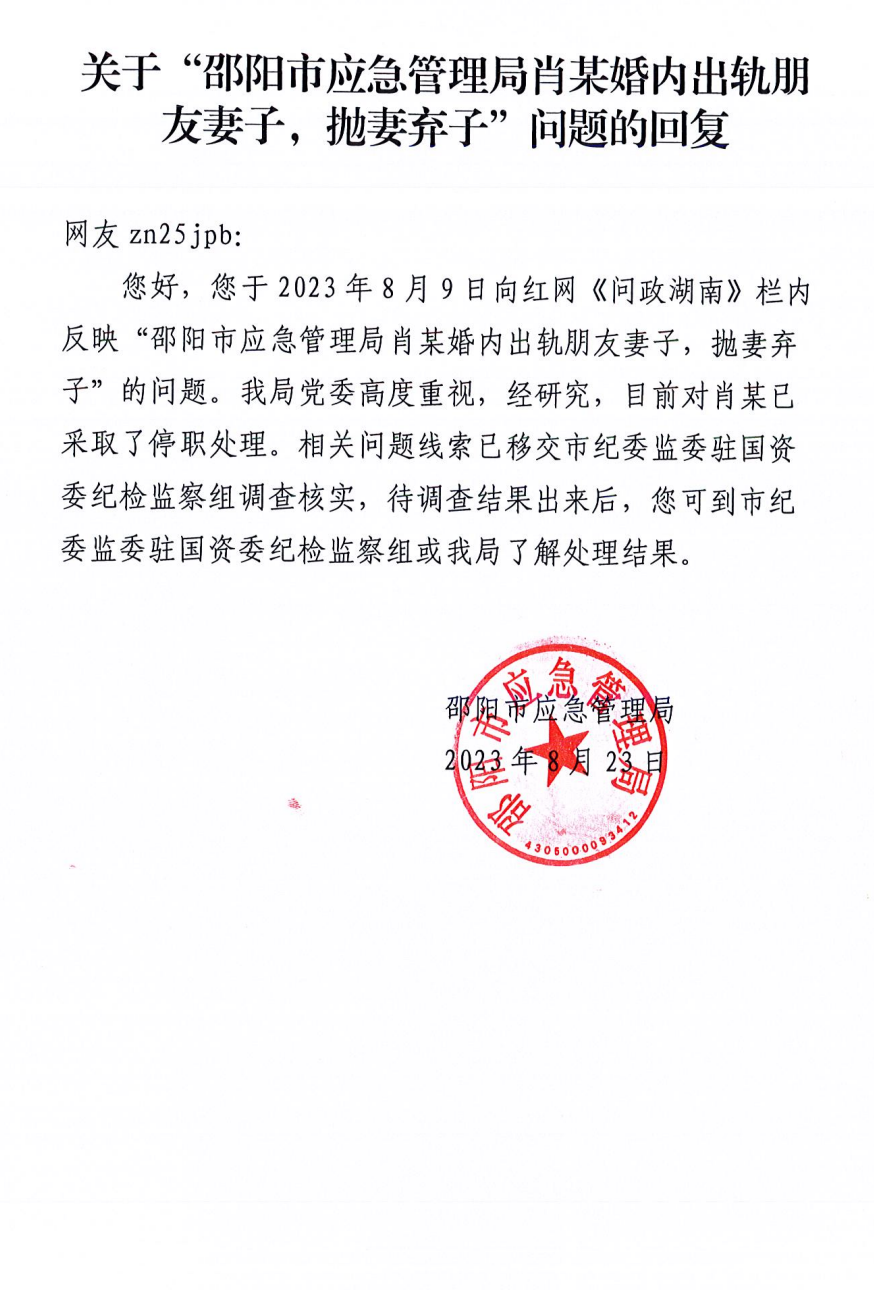 关于“邵阳市应急管理局肖某婚内出轨朋
友妻子，抛妻弃子”问题的回复
网友 zn25jpb:
您好，您于 2023 年 8 月 9 日向红网《问政湖南》栏内
反映“邵阳市应急管理局肖某婚内出轨朋友妻子，抛妻弃
子”的问题。我局党委高度重视，经研究，目前对肖某已
采取了停职处理。相关问题线索已移交市纪委监委驻国资
委纪检监察组调查核实，待调查结果出来后，您可到市纪
委监委驻国资委纪检监察组或我局了解处理结果。
邵阳市应急管理局
2023 年 8 月 23 日
邵阳市应急管理局
4305000093412